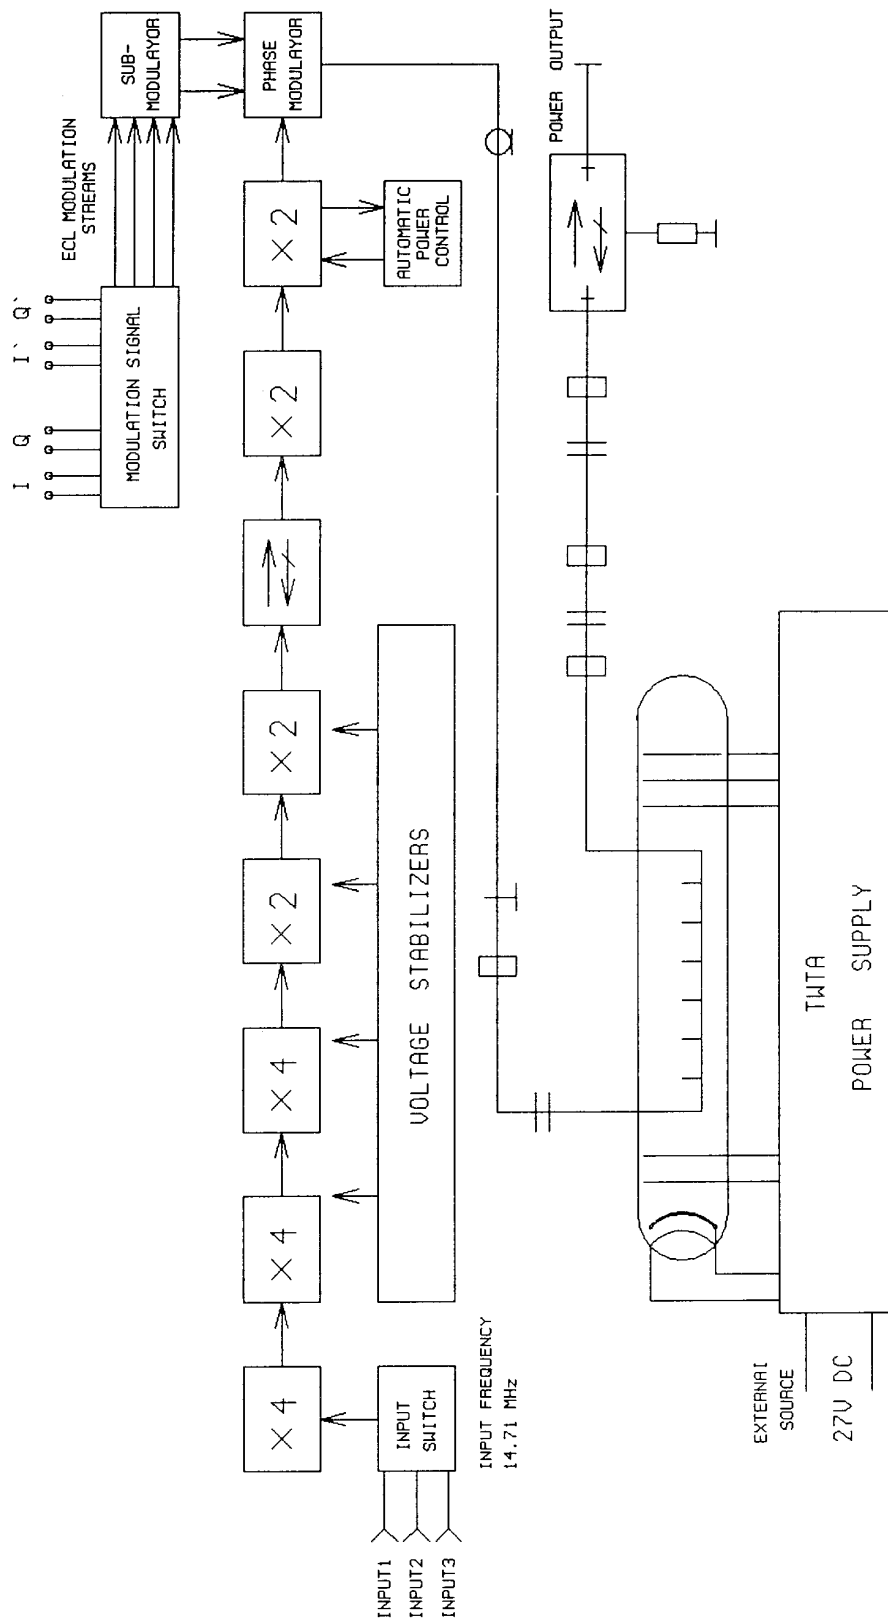 I Q I` Q`
ECL MODULATION
STREAMS
MODULATION SIGNAL
SWITCH
SUB-
MODULAYOR
PHASE
MODULAYOR
×4
×4
×4
×2
×2
×2
×2
AUTOMATIC
POWER
CONTROL
INPUT1
INPUT2
INPUT3
INPUT
SWITCH
INPUT FREQUENCY
14.71 MHz
VOLTAGE STABILIZERS
POWER OUTPUT
EXTERNAl
SOURCE
27V DC
TWTA
POWER SUPPLY